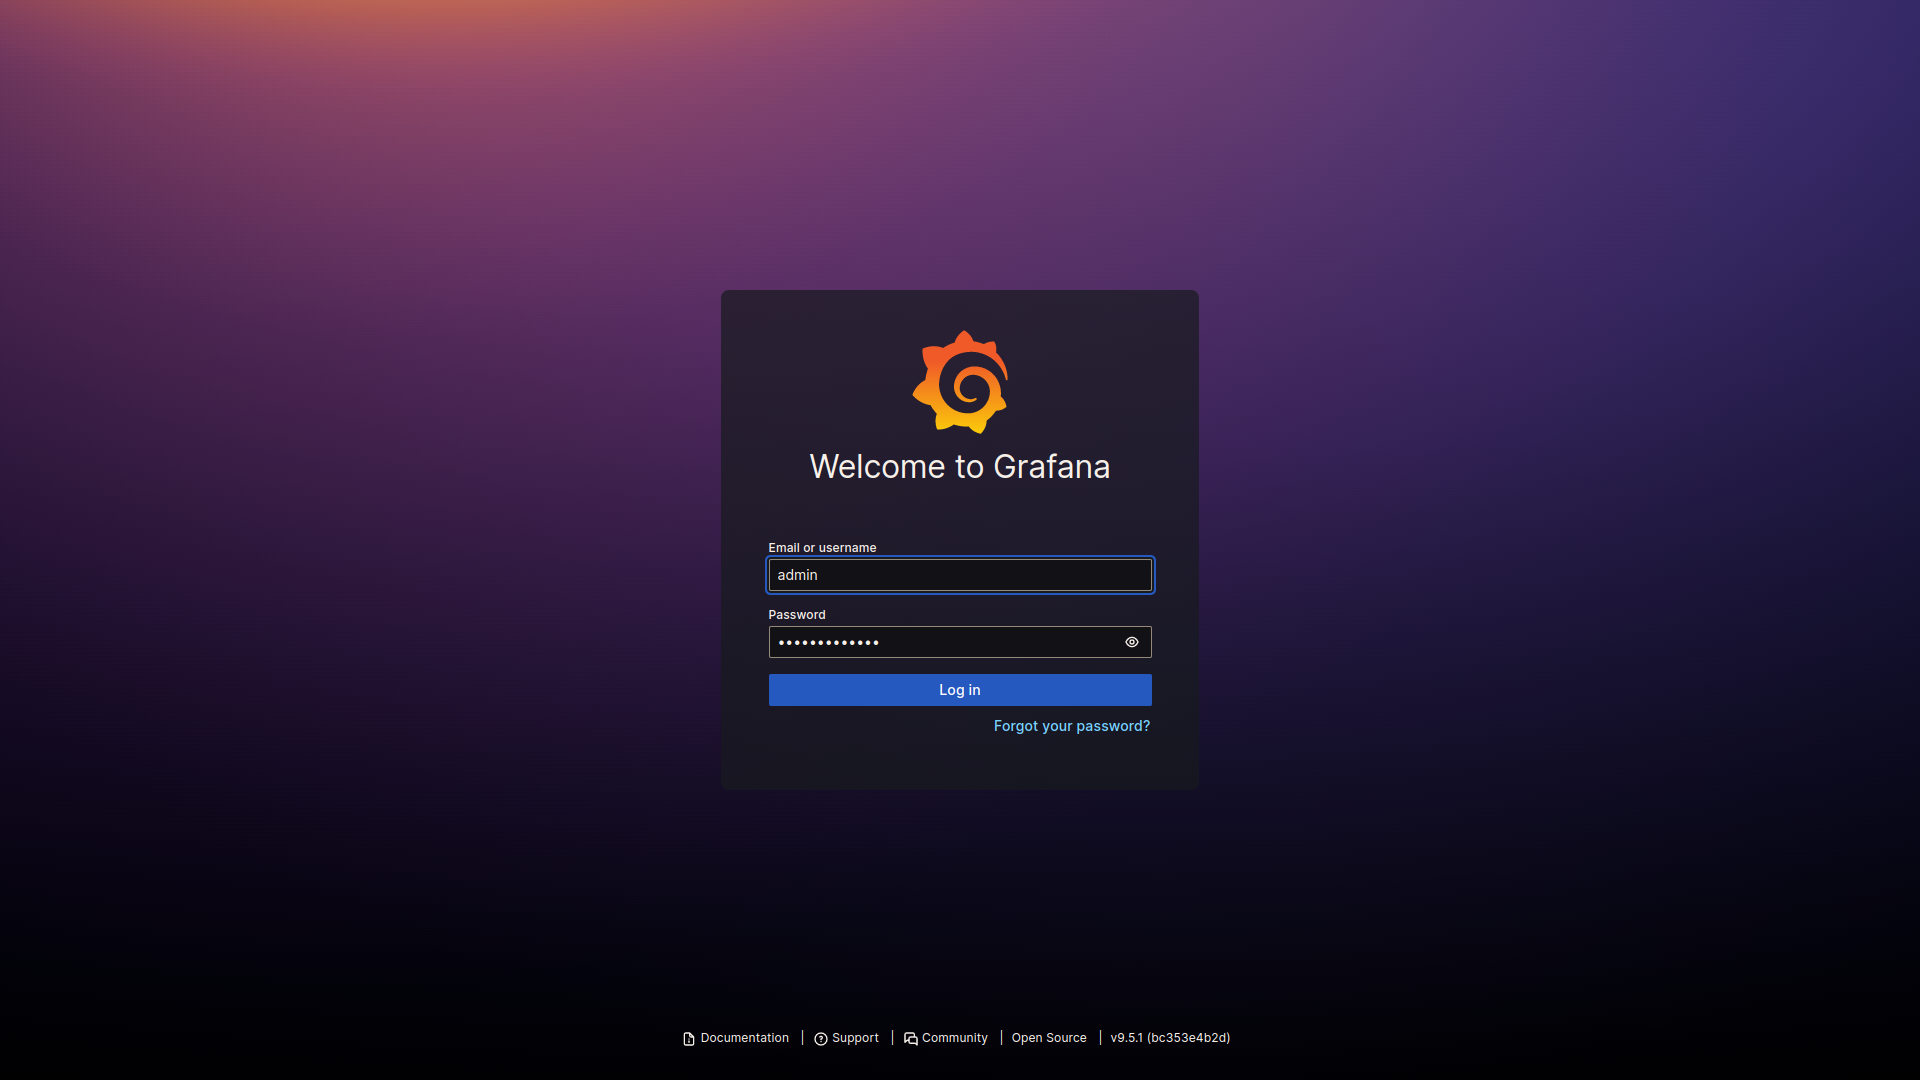 Welcome to Grafana
Email or username
admin
Password
•••••••••••••
Log in
Forgot your password?
Documentation | Support | Community | Open Source | v9.5.1 (bc353e4b2d)